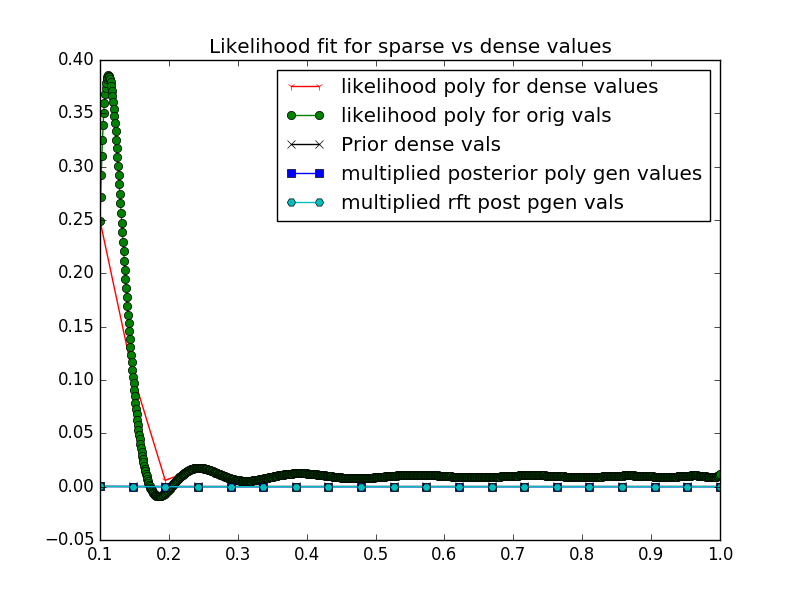 Likelihood fit for sparse vs dense values
0.40
0.35
0.30
0.25
0.20
0.15
0.10
0.05
0.00
−0.05
likelihood poly for dense values
likelihood poly for orig vals
Prior dense vals
multiplied posterior poly gen values
multiplied rft post pgen vals
0.1 0.2 0.3 0.4 0.5 0.6 0.7 0.8 0.9 1.0